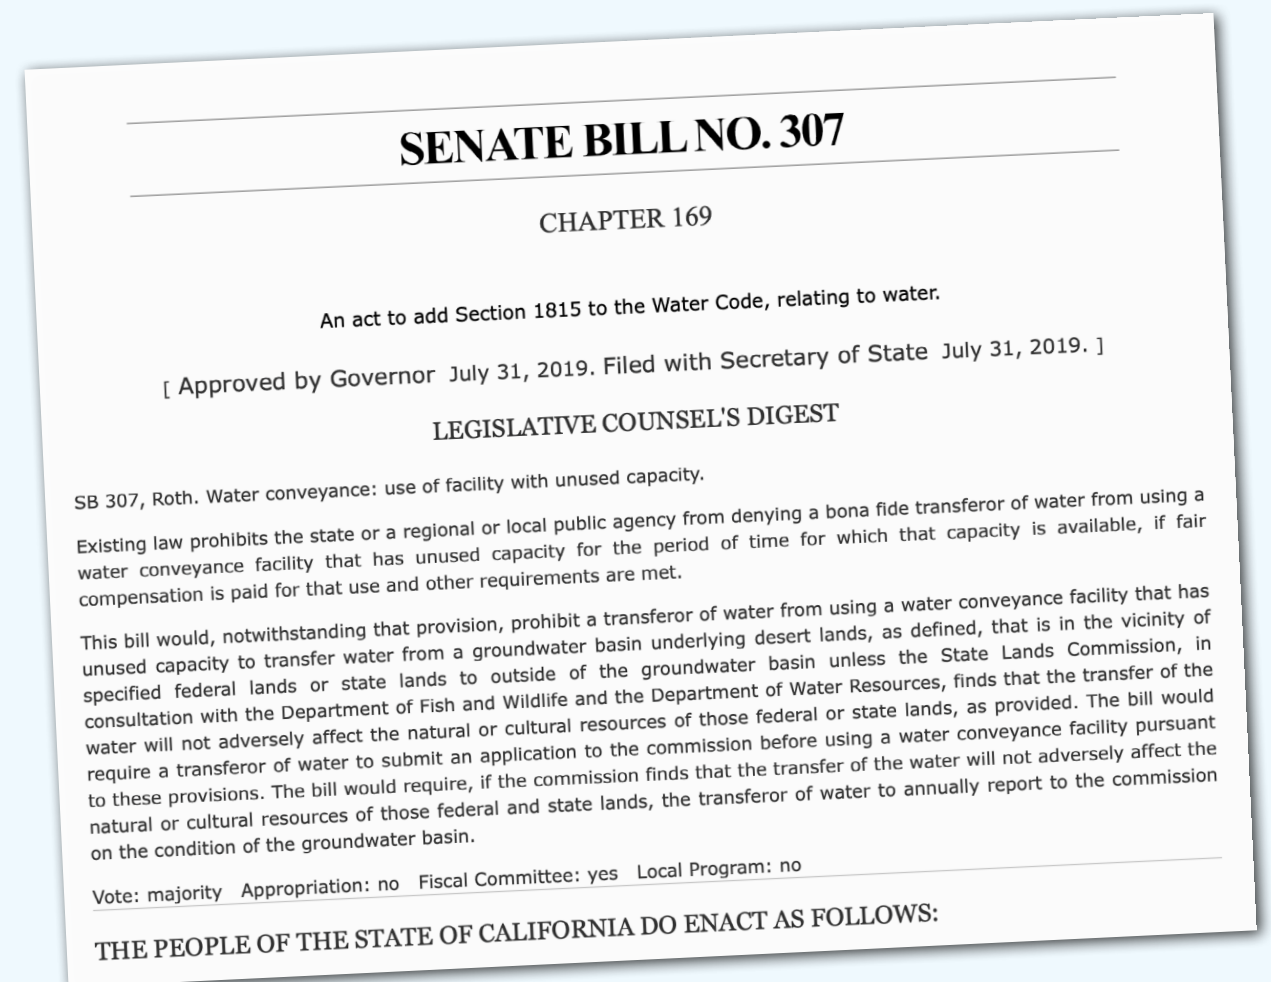 SENATE BILL NO. 307
CHAPTER 169
An act to add Section 1815 to the Water Code, relating to water.
[ Approved by Governor July 31, 2019. Filed with Secretary of State July 31, 2019. ]
LEGISLATIVE COUNSEL'S DIGEST
SB 307, Roth. Water conveyance: use of facility with unused capacity.
Existing law prohibits the state or a regional or local public agency from denying a bona fide transferor of water from using a
water conveyance facility that has unused capacity for the period of time for which that capacity is available, if fair
compensation is paid for that use and other requirements are met.
This bill would, notwithstanding that provision, prohibit a transferor of water from using a water conveyance facility that has
unused capacity to transfer water from a groundwater basin underlying desert lands, as defined, that is in the vicinity of
specified federal lands or state lands to outside of the groundwater basin unless the State Lands Commission, in
consultation with the Department of Fish and Wildlife and the Department of Water Resources, finds that the transfer of the
water will not adversely affect the natural or cultural resources of those federal or state lands, as provided. The bill would
require a transferor of water to submit an application to the commission before using a water conveyance facility pursuant
to these provisions. The bill would require, if the commission finds that the transfer of the water will not adversely affect the
natural or cultural resources of those federal and state lands, the transferor of water to annually report to the commission
on the condition of the groundwater basin.
Vote: majority Appropriation: no Fiscal Committee: yes Local Program: no
THE PEOPLE OF THE STATE OF CALIFORNIA DO ENACT AS FOLLOWS: